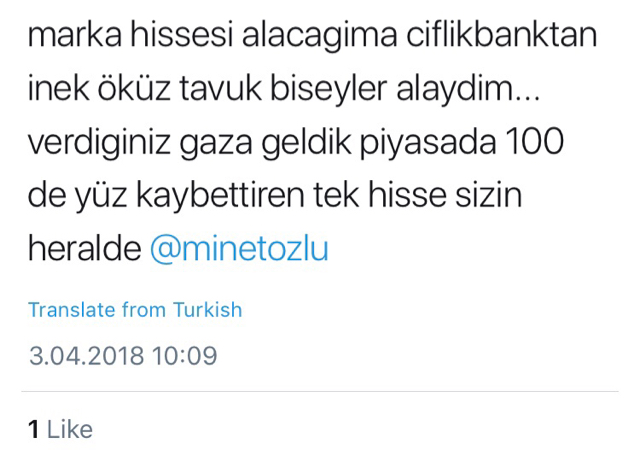 marka hissesi alacagima ciflikbanktan
inek öküz tavuk biseyler alaydim...
verdiginiz gaza geldik piyasada 100
de yüz kaybettiren tek hisse sizin
heralde @minetozlu
Translate from Turkish
3.04.2018 10:09
1 Like